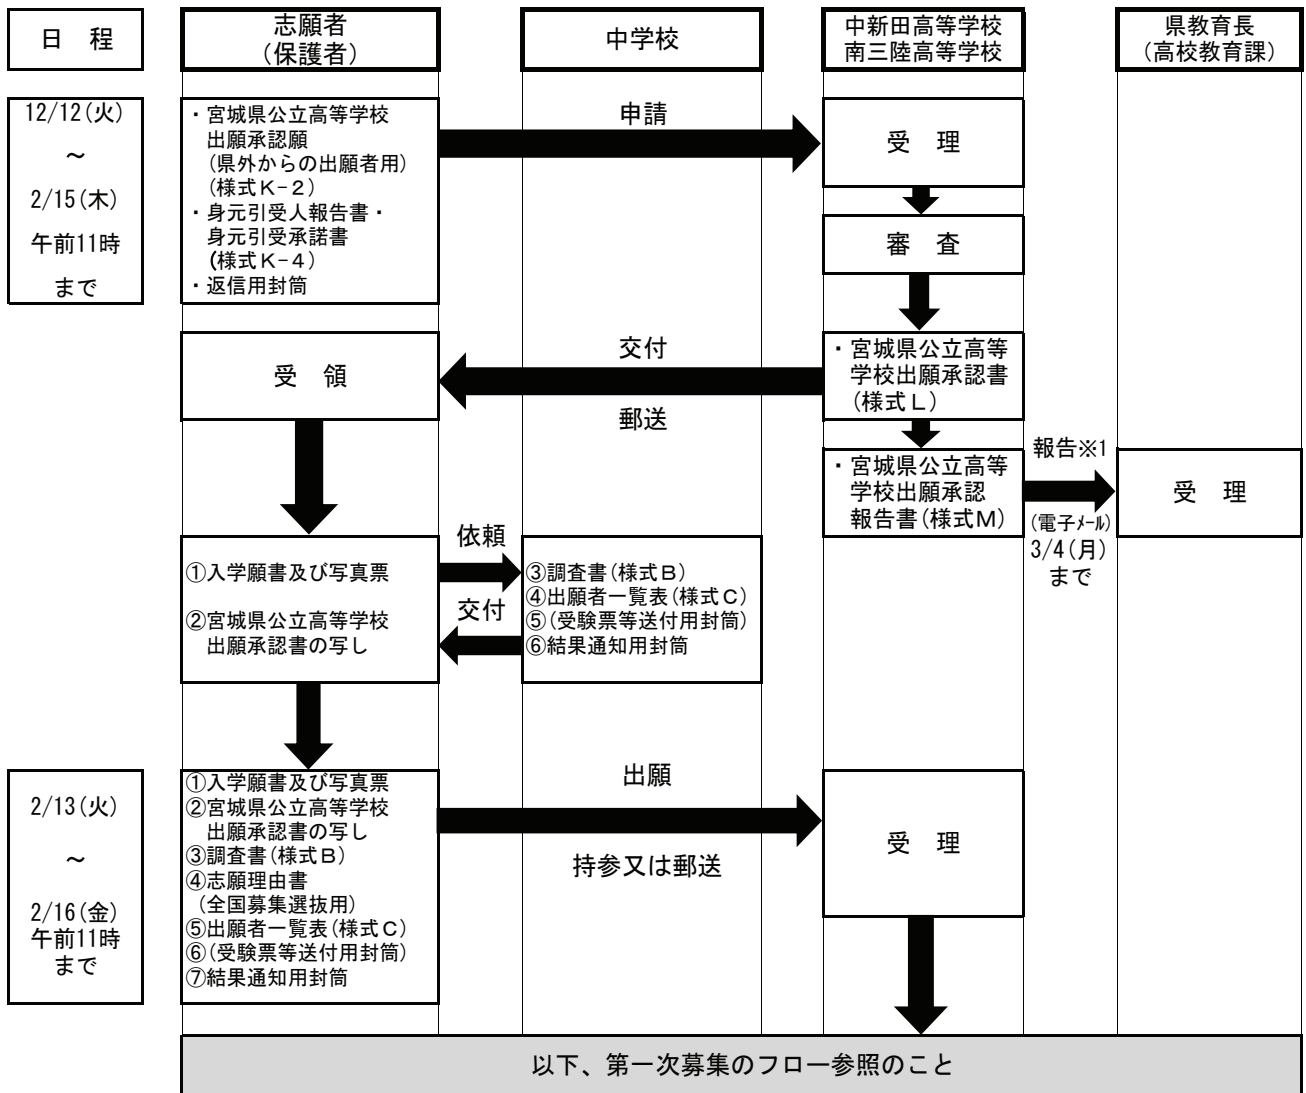 日　程
志願者
（保護者）
中学校
中新田高等学校
南三陸高等学校
県教育長
（高校教育課）
12/12(火)
～
2/15(木)
午前11時
まで
・宮城県公立高等学校
出願承認願
(県外からの出願者用)
(様式Ｋ-２)
・身元引受人報告書・
身元引受承諾書
(様式Ｋ-４)
・返信用封筒
申請
受　理
審　査
受　領
交付
郵送
・宮城県公立高等
学校出願承認書
(様式Ｌ)
・宮城県公立高等
学校出願承認
報告書(様式Ｍ)
報告※1
(電子ﾒｰﾙ)
3/4(月)
まで
受　理
①入学願書及び写真票
②宮城県公立高等学校
出願承認書の写し
依頼
交付
③調査書(様式Ｂ)
④出願者一覧表(様式Ｃ)
⑤(受験票等送付用封筒)
⑥結果通知用封筒
2/13(火)
～
2/16(金)
午前11時
まで
①入学願書及び写真票
②宮城県公立高等学校
出願承認書の写し
③調査書(様式Ｂ)
④志願理由書
(全国募集選抜用)
⑤出願者一覧表(様式Ｃ)
⑥(受験票等送付用封筒)
⑦結果通知用封筒
出願
持参又は郵送
受　理
以下、第一次募集のフロー参照のこと